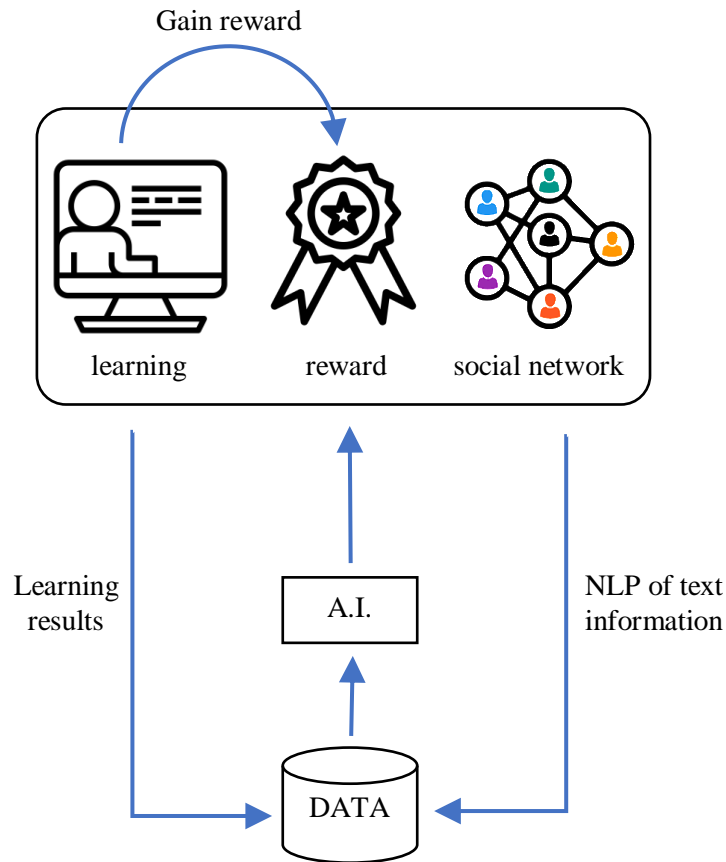 Gain reward
learning
reward
social network
Learning
results
A.I.
NLP of text
information
DATA